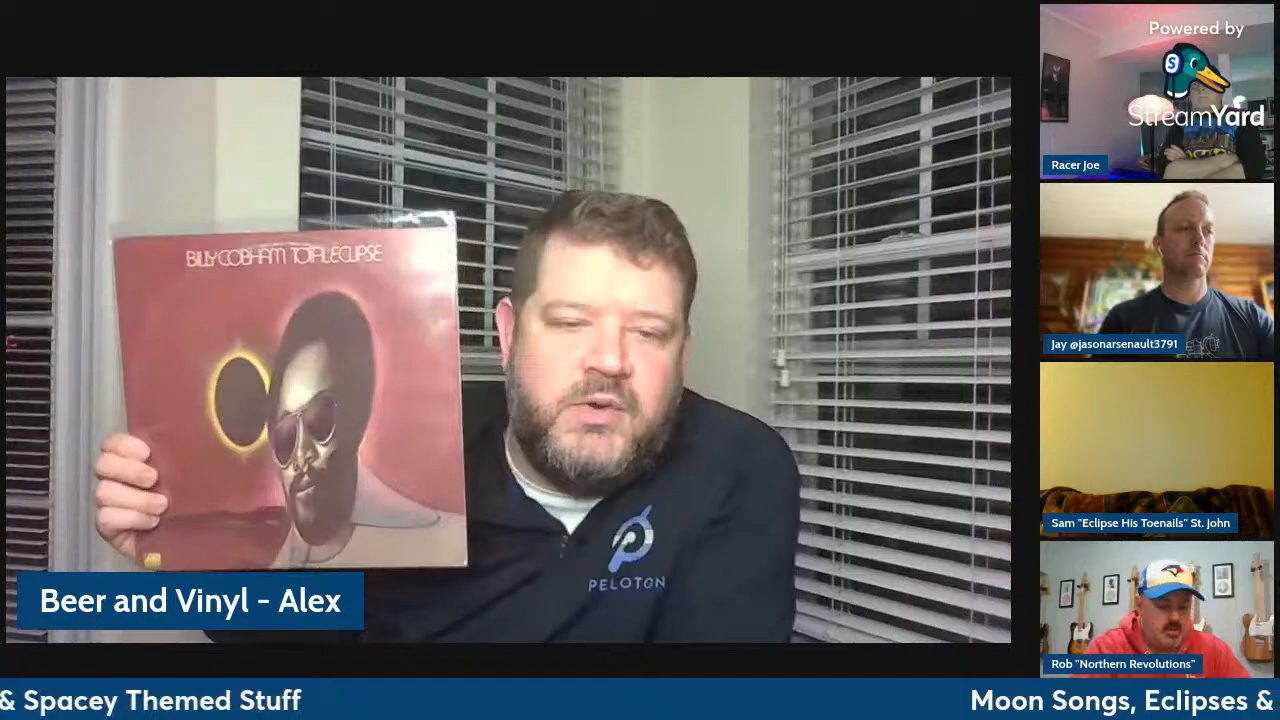 Powered by
StreamYard
Racer Joe
BILLY COBHAM TOTAL ECLIPSE
Jay @jasonarsenault3791
Sam "Eclipse His Toenails" St. John
PELOTON
Beer and Vinyl - Alex
Rob "Northern Revolutions"
& Spacey Themed Stuff
Moon Songs, Eclipses &